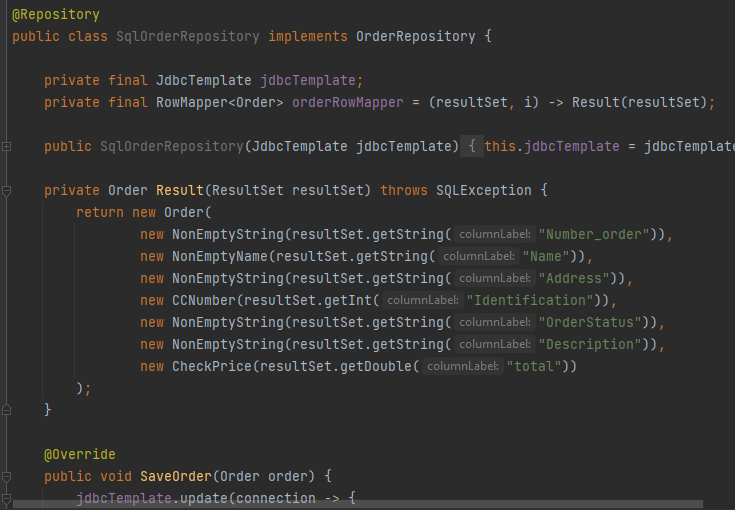 @Repository
public class SqlOrderRepository implements OrderRepository {
private final JdbcTemplate jdbcTemplate;
private final RowMapper<Order> orderRowMapper = (resultSet, i) -> Result(resultSet);
public SqlOrderRepository(JdbcTemplate jdbcTemplate) { this.jdbcTemplate = jdbcTemplate
private Order Result(ResultSet resultSet) throws SQLException {
return new Order(
new NonEmptyString(resultSet.getString( columnLabel: "Number_order")),
new NonEmptyName(resultSet.getString( columnLabel: "Name")),
new NonEmptyString(resultSet.getString( columnLabel: "Address")),
new CCNumber(resultSet.getInt( columnLabel: "Identification")),
new NonEmptyString(resultSet.getString( columnLabel: "OrderStatus")),
new NonEmptyString(resultSet.getString( columnLabel: "Description")),
new CheckPrice(resultSet.getDouble( columnLabel: "total"))
);
}
@Override
public void SaveOrder(Order order) {
jdbcTemplate.update(connection -> {